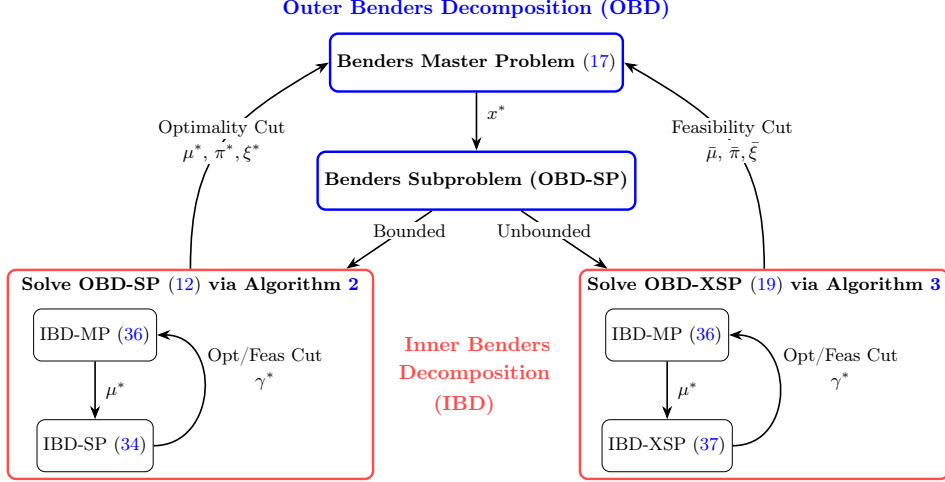 Outer Benders Decomposition (OBD)
Benders Master Problem (17)
x*
Optimality Cut
μ*, π*, ξ*
Feasibility Cut
μ̄, π̄, ξ̄
Benders Subproblem (OBD-SP)
Bounded
Unbounded
Solve OBD-SP (12) via Algorithm 2
IBD-MP (36)
μ*
Opt/Feas Cut
γ*
IBD-SP (34)
Inner Benders
Decomposition
(IBD)
Solve OBD-XSP (19) via Algorithm 3
IBD-MP (36)
μ*
Opt/Feas Cut
γ*
IBD-XSP (37)